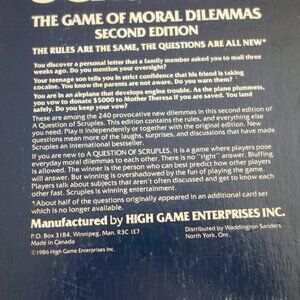 THE GAME OF MORAL DILEMMAS
SECOND EDITION
THE RULES ARE THE SAME, THE QUESTIONS ARE ALL NEW*
You discover a personal letter that a family member asked you to mail three
weeks ago. Do you mention your oversight?
Your teenage son tells you in strict confidence that his friend is taking
cocaine. You know the parents are not aware. Do you warn them?
You are in an airplane that develops engine trouble. As the plane plummets,
you vow to donate $5000 to Mother Theresa if you are saved. You land
safely. Do you keep your vow?
These are among the 240 provocative new dilemmas in this second edition of
A Question of Scruples. This edition contains the rules, and everything else
you need. Play it independently or together with the original edition. New
questions mean more of the laughs, surprises, and discussions that have made
Scruples an international bestseller.
If you are new to A QUESTION OF SCRUPLES, it is a game where players pose
everyday moral dilemmas to each other. There is no "right" answer. Bluffing
is allowed. The winner is the person who can best predict how other players
will answer. But winning is overshadowed by the fun of playing the game.
Players talk about subjects that aren't often discussed and get to know each
other fast. Scruples is winning entertainment.
* About half of the questions originally appeared in an additional card set
which is no longer available.
Manufactured by HIGH GAME ENTERPRISES INC.
P.O. Box 3184, Winnipeg, Man. R3C 1E7
Made in Canada
Distributed by Waddington Sanders
North York, Ont.
©1986 High Game Enterprises Inc.